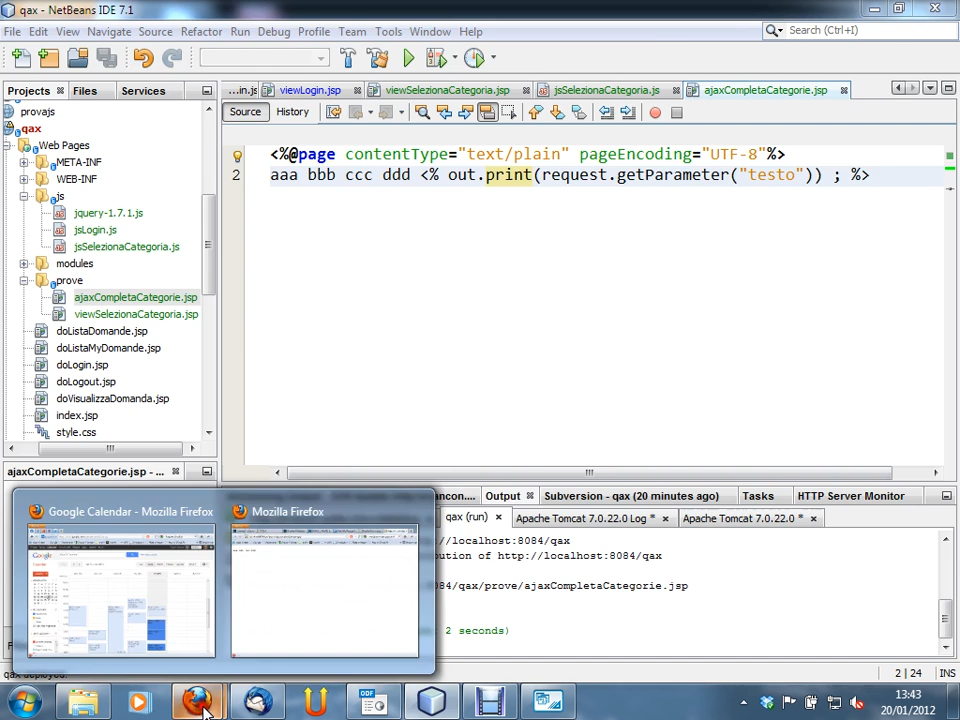 qax - NetBeans IDE 7.1
File Edit View Navigate Source Refactor Run Debug Profile Team Tools Window Help
Search (Ctrl+I)
Projects Files Services
...in.js viewLogin.jsp viewSelezionaCategoria.jsp jsSelezionaCategoria.js ajaxCompletaCategorie.jsp
Source History
provajs
qax
Web Pages
META-INF
WEB-INF
js
jquery-1.7.1.js
jsLogin.js
jsSelezionaCategoria.js
modules
prove
ajaxCompletaCategorie.jsp
viewSelezionaCategoria.jsp
doListaDomande.jsp
doListaMyDomande.jsp
doLogin.jsp
doLogout.jsp
doVisualizzaDomanda.jsp
index.jsp
style.css
<%@page contentType="text/plain" pageEncoding="UTF-8"%>
2 aaa bbb ccc ddd <% out.print(request.getParameter("testo")) ; %>
ajaxCompletaCategorie.jsp - ...
Google Calendar - Mozilla Firefox
Mozilla Firefox
Output Subversion - qax (20 minutes ago) Tasks HTTP Server Monitor
qax (run) Apache Tomcat 7.0.22.0 Log * Apache Tomcat 7.0.22.0 *
://localhost:8084/qax
ution of http://localhost:8084/qax
84/qax/prove/ajaxCompletaCategorie.jsp
2 seconds)
qax deployed.
2 | 24 INS
13:43
20/01/2012